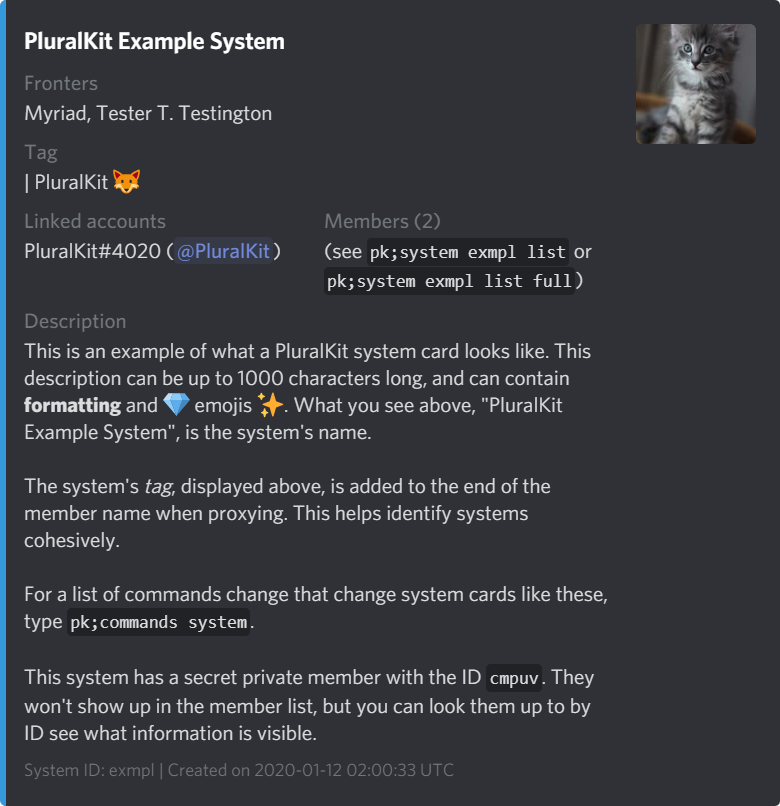 PluralKit Example System
Fronters
Myriad, Tester T. Testington
Tag
| PluralKit 🦊
Linked accounts
PluralKit#4020 (@PluralKit)
Members (2)
(see pk;system exmpl list or
pk;system exmpl list full)
Description
This is an example of what a PluralKit system card looks like. This
description can be up to 1000 characters long, and can contain
formatting and 💎 emojis ✨. What you see above, "PluralKit
Example System", is the system's name.
The system's tag, displayed above, is added to the end of the
member name when proxying. This helps identify systems
cohesively.
For a list of commands change that change system cards like these,
type pk;commands system.
This system has a secret private member with the ID cmpuv. They
won't show up in the member list, but you can look them up to by
ID see what information is visible.
System ID: exmpl | Created on 2020-01-12 02:00:33 UTC